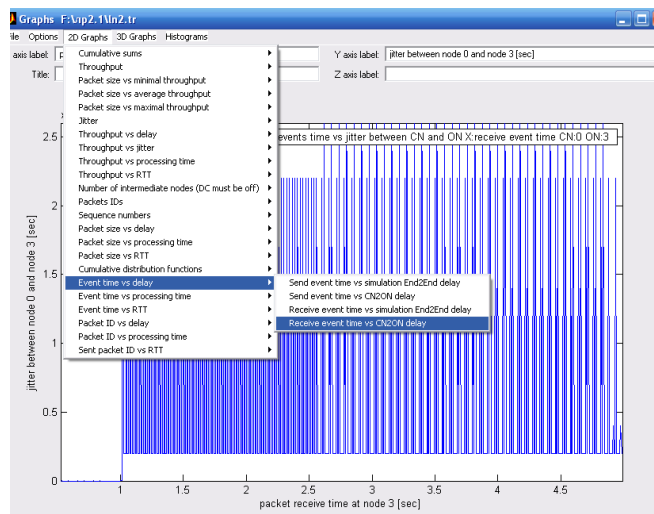 Graphs F:\np2.1\ln2.tr
File Options 2D Graphs 3D Graphs Histograms
axis label: p
Y axis label: jitter between node 0 and node 3 [sec]
Title:
Z axis label:
Cumulative sums
Throughput
Packet size vs minimal throughput
Packet size vs average throughput
Packet size vs maximal throughput
Jitter
Throughput vs delay
Throughput vs jitter
Throughput vs processing time
Throughput vs RTT
Number of intermediate nodes (DC must be off)
Packets IDs
Sequence numbers
Packet size vs delay
Packet size vs processing time
Packet size vs RTT
Cumulative distribution functions
Event time vs delay
Event time vs processing time
Event time vs RTT
Packet ID vs delay
Packet ID vs processing time
Sent packet ID vs RTT
Send event time vs simulation End2End delay
Send event time vs CN2ON delay
Receive event time vs simulation End2End delay
Receive event time vs CN2ON delay
events time vs jitter between CN and ON X:receive event time CN:0 ON:3
jitter between node 0 and node 3 [sec]
2.5
2
1.5
1
0.5
0
1 1.5 2 2.5 3 3.5 4 4.5
packet receive time at node 3 [sec]